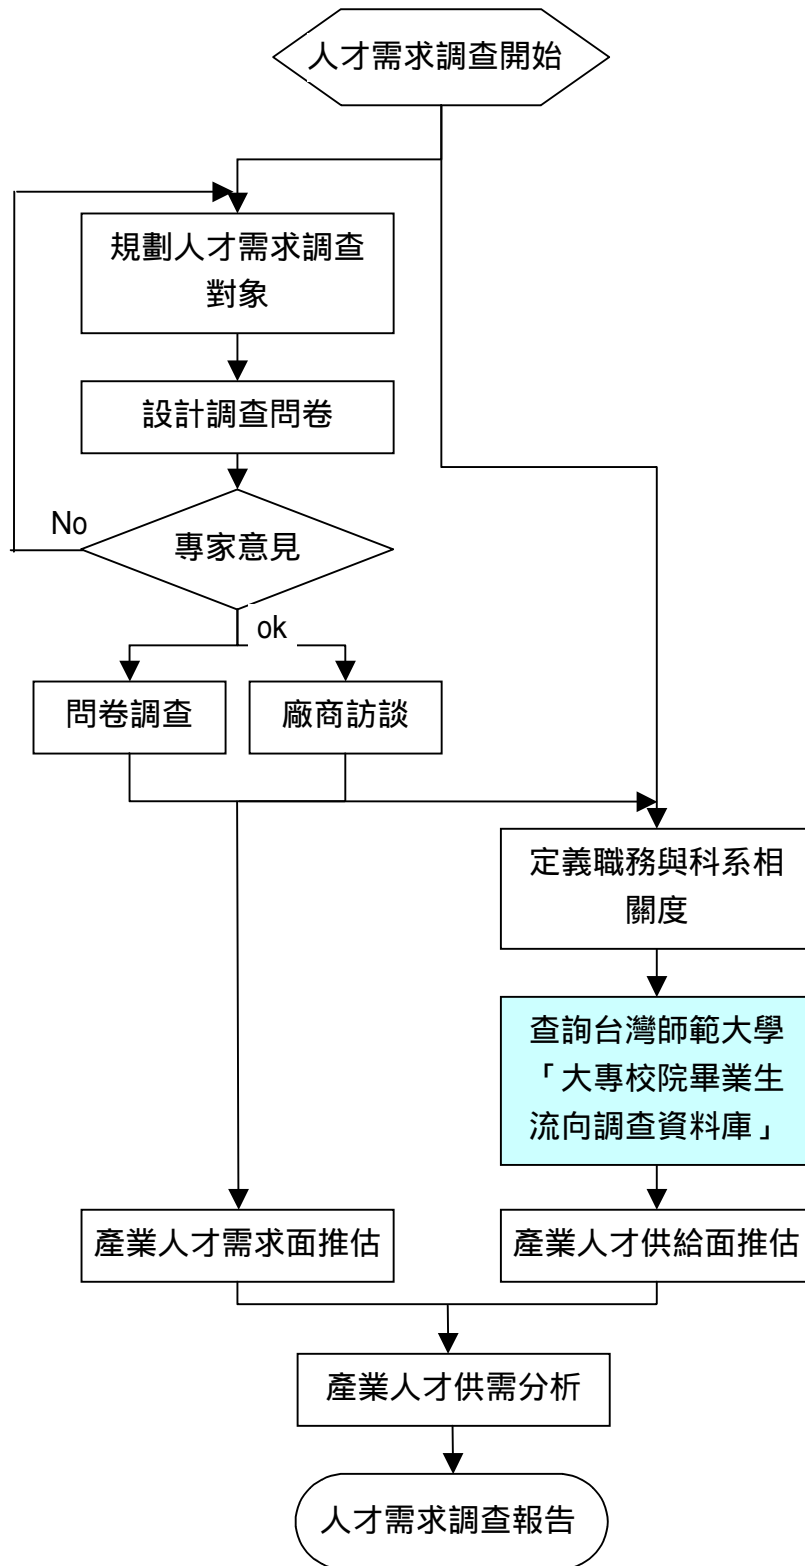 人才需求調查開始
規劃人才需求調查
對象
設計調查問卷
No
專家意見
ok
問卷調查
廠商訪談
定義職務與科系相
關度
查詢台灣師範大學
「大專校院畢業生
流向調查資料庫」
產業人才需求面推估
產業人才供給面推估
產業人才供需分析
人才需求調查報告